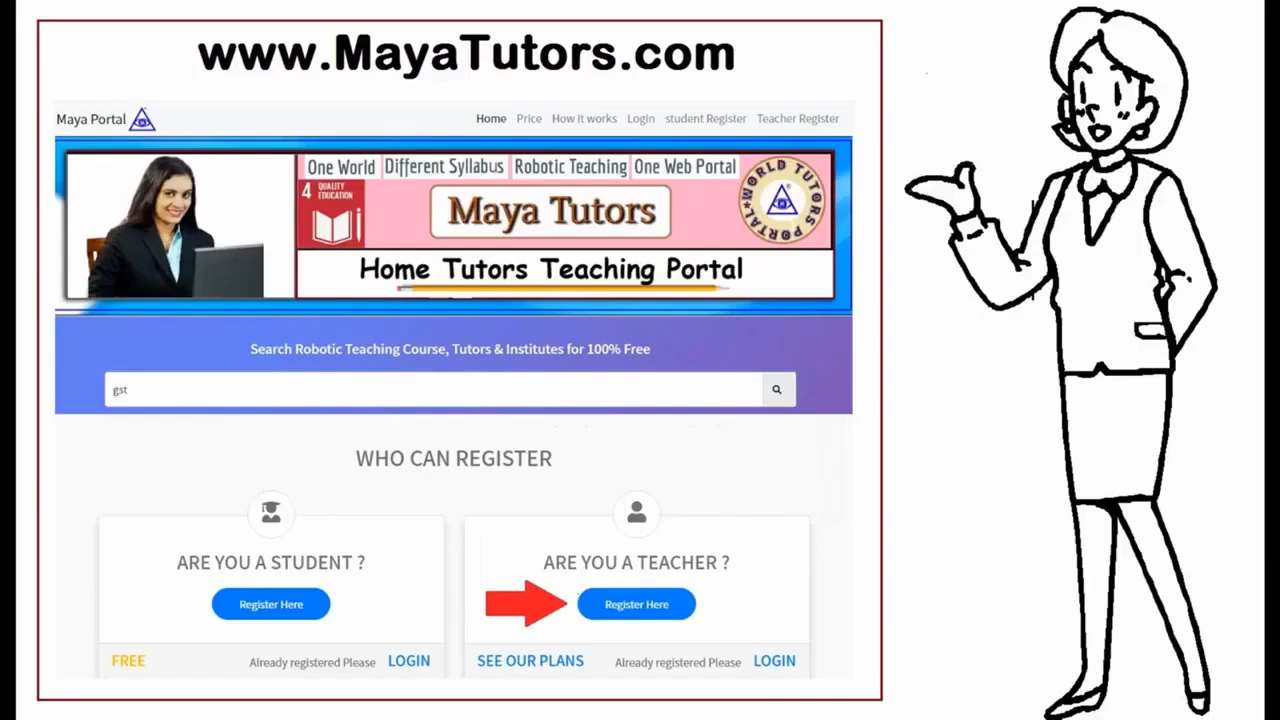 www.MayaTutors.com
Maya Portal
Home Price How it works Login student Register Teacher Register
One World Different Syllabus Robotic Teaching One Web Portal
4 QUALITY EDUCATION
Maya Tutors
WORLD TUTORS PORTAL
Home Tutors Teaching Portal
Search Robotic Teaching Course, Tutors & Institutes for 100% Free
gst
WHO CAN REGISTER
ARE YOU A STUDENT ?
Register Here
FREE Already registered Please LOGIN
ARE YOU A TEACHER ?
Register Here
SEE OUR PLANS Already registered Please LOGIN